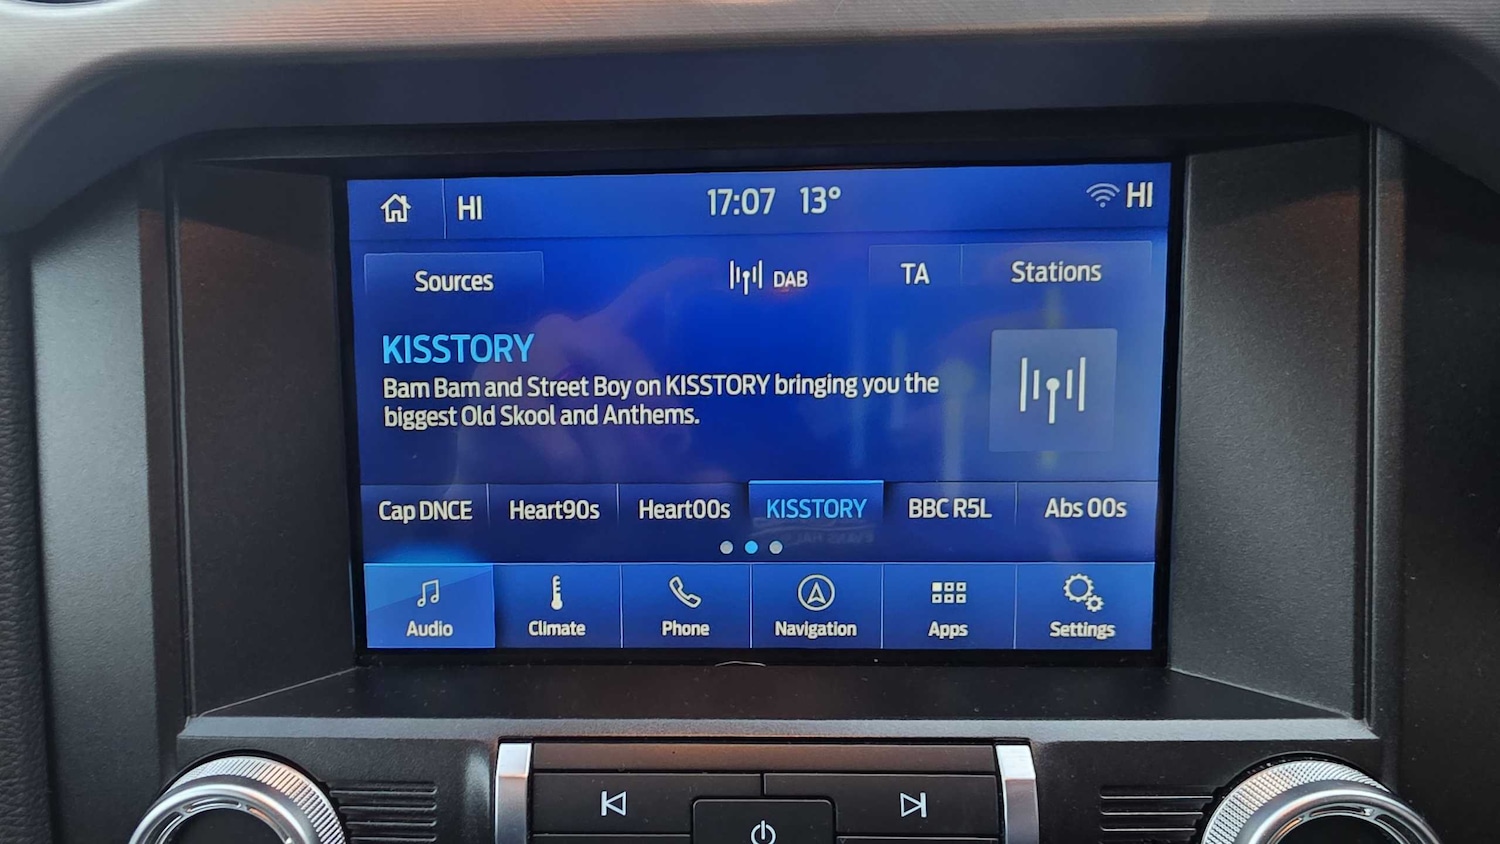 HI
17:07 13°
HI
Sources
DAB
TA
Stations
KISSTORY
Bam Bam and Street Boy on KISSTORY bringing you the
biggest Old Skool and Anthems.
Cap DNCE
Heart90s
Heart00s
KISSTORY
BBC R5L
Abs 00s
Audio
Climate
Phone
Navigation
Apps
Settings